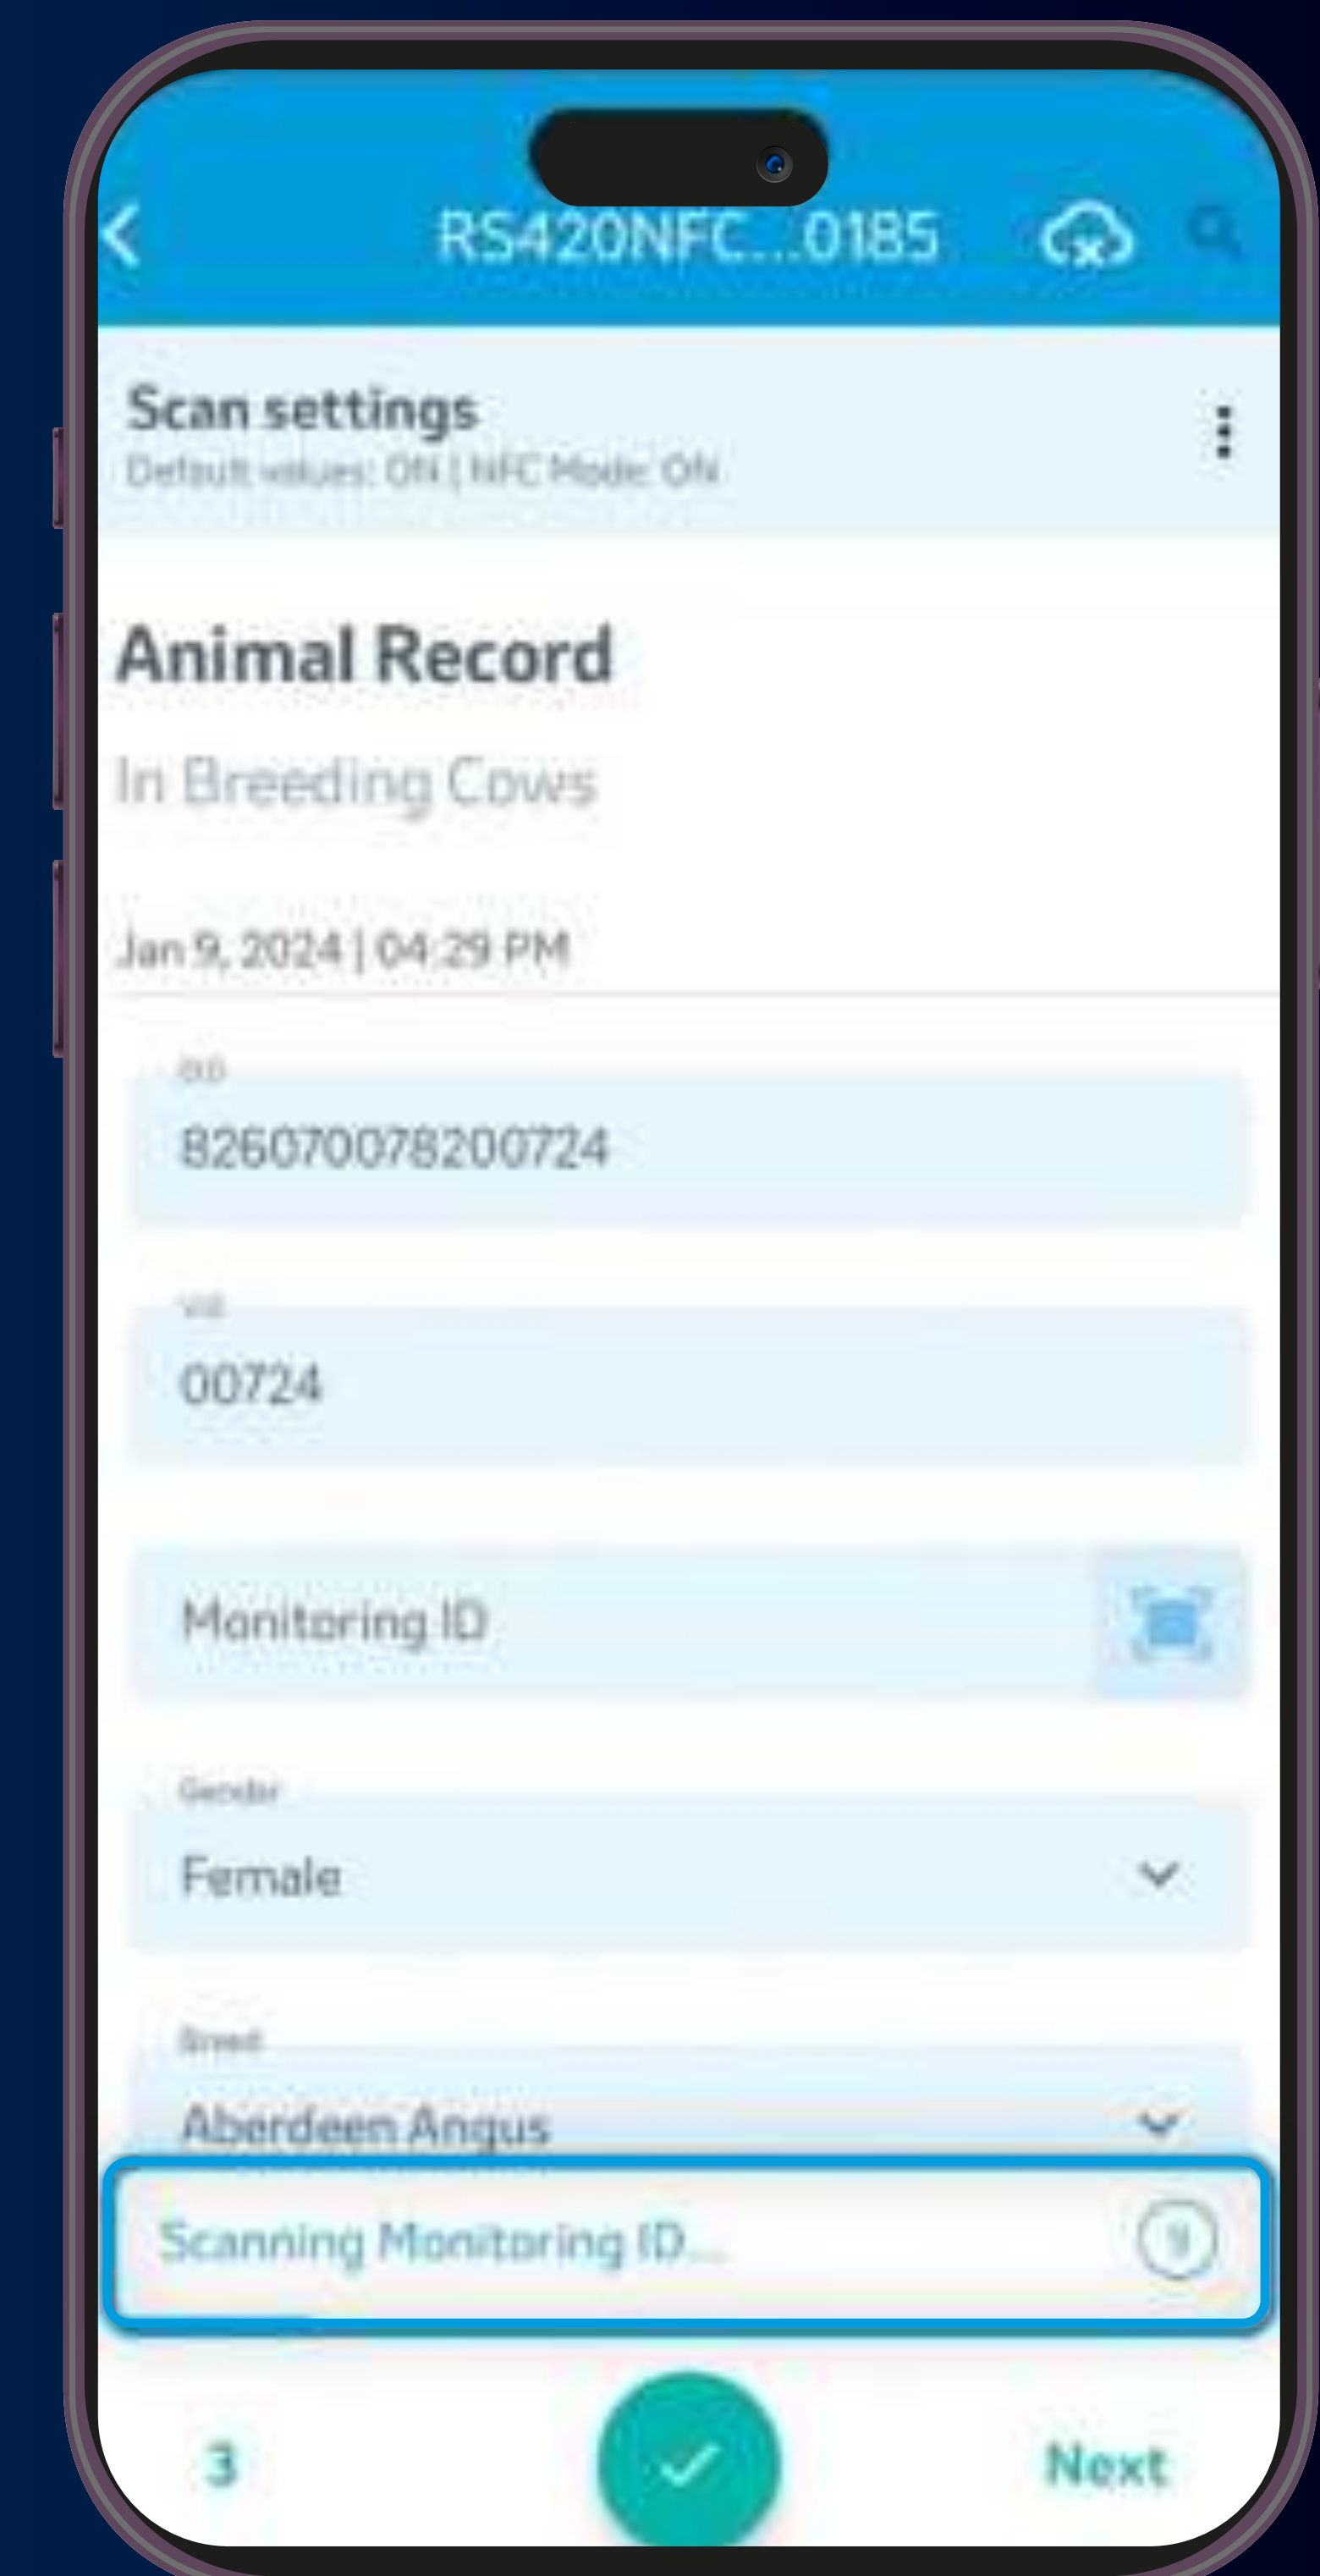 RS420NFC...0185
Scan settings
Default values: ON | NFC Mode: ON
Animal Record
In Breeding Cows
Jan 9, 2024 | 04:29 PM
EID
826070078200724
VID
00724
Monitoring ID
Gender
Female
Breed
Aberdeen Angus
Scanning Monitoring ID...
9
3
Next